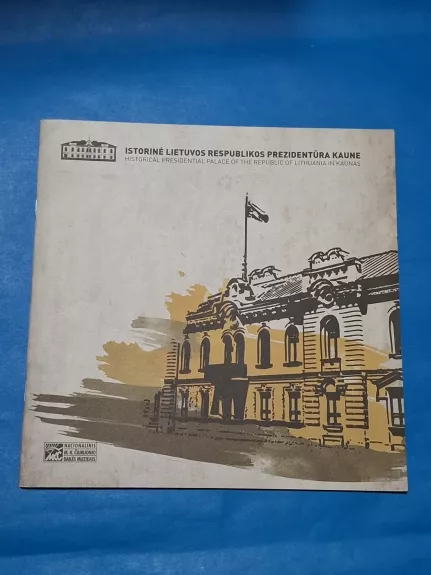 ISTORINĖ LIETUVOS RESPUBLIKOS PREZIDENTŪRA KAUNE
HISTORICAL PRESIDENTIAL PALACE OF THE REPUBLIC OF LITHUANIA IN KAUNAS
NACIONALINIS
M. K. ČIURLIONIO
DAILĖS MUZIEJUS